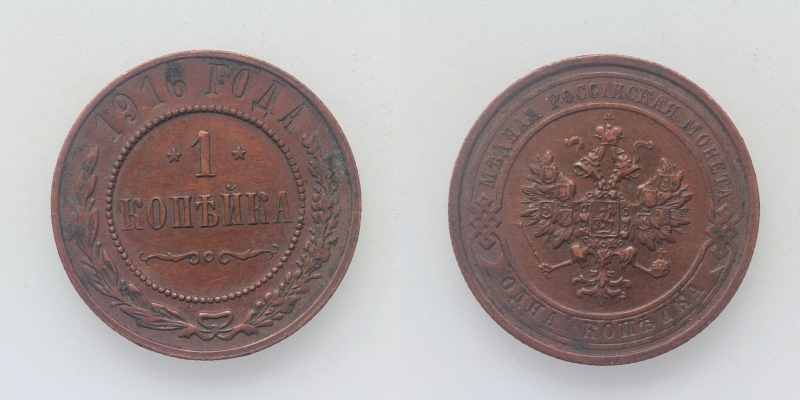 1916 ГОДА
1
КОПѢЙКА
МѢДНАЯ РОССІЙСКАЯ МОНЕТА
ОДНА КОПѢЙКА